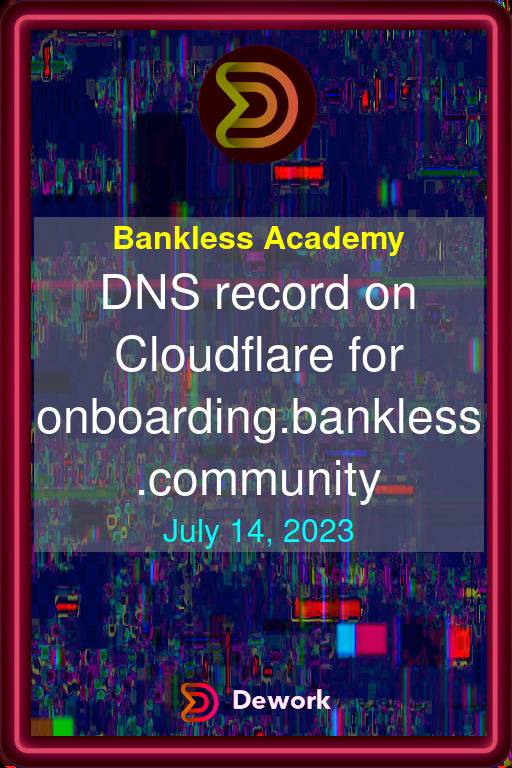 Bankless Academy
DNS record on
Cloudflare for
onboarding.bankless
.community
July 14, 2023
Dework